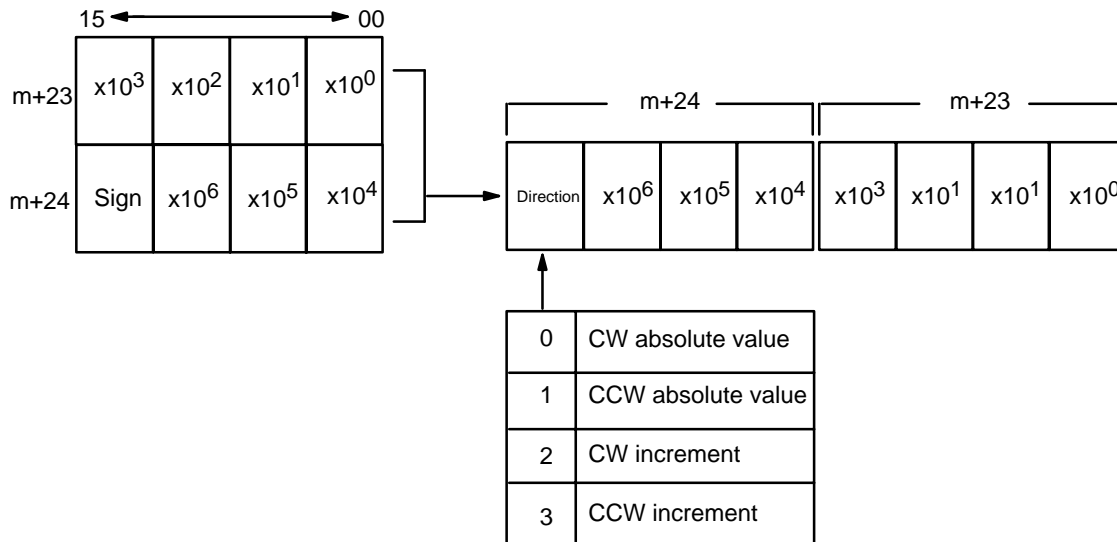 15 00
m+23 x10³ x10² x10¹ x10⁰
m+24 Sign x10⁶ x10⁵ x10⁴
m+24 m+23
Direction x10⁶ x10⁵ x10⁴ x10³ x10¹ x10¹ x10⁰
0 CW absolute value
1 CCW absolute value
2 CW increment
3 CCW increment